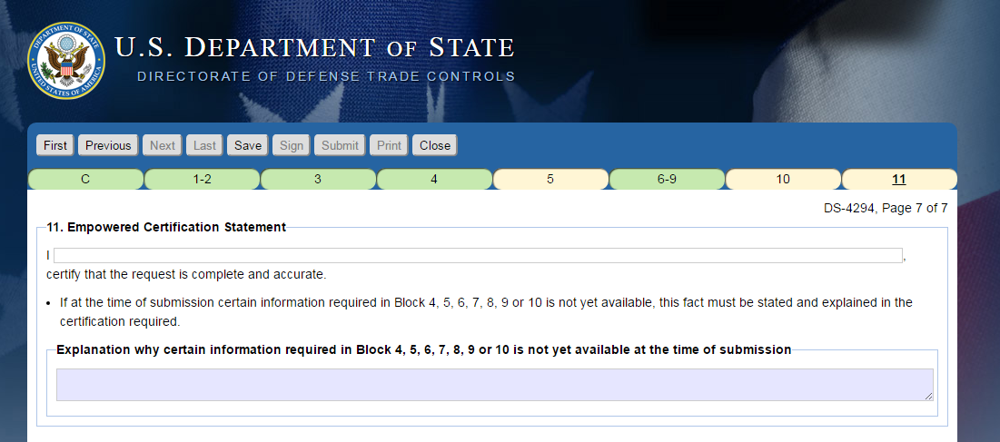 DEPARTMENT OF STATE
UNITED STATES OF AMERICA
U.S. DEPARTMENT OF STATE
DIRECTORATE OF DEFENSE TRADE CONTROLS
First Previous Next Last Save Sign Submit Print Close
C 1-2 3 4 5 6-9 10 11
DS-4294, Page 7 of 7
11. Empowered Certification Statement
I ,
certify that the request is complete and accurate.
• If at the time of submission certain information required in Block 4, 5, 6, 7, 8, 9 or 10 is not yet available, this fact must be stated and explained in the
certification required.
Explanation why certain information required in Block 4, 5, 6, 7, 8, 9 or 10 is not yet available at the time of submission